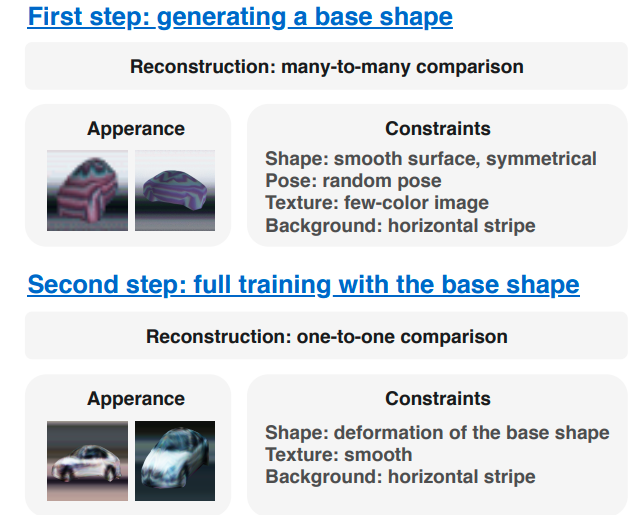 First step: generating a base shape
Reconstruction: many-to-many comparison
Apperance
Constraints
Shape: smooth surface, symmetrical
Pose: random pose
Texture: few-color image
Background: horizontal stripe
Second step: full training with the base shape
Reconstruction: one-to-one comparison
Apperance
Constraints
Shape: deformation of the base shape
Texture: smooth
Background: horizontal stripe